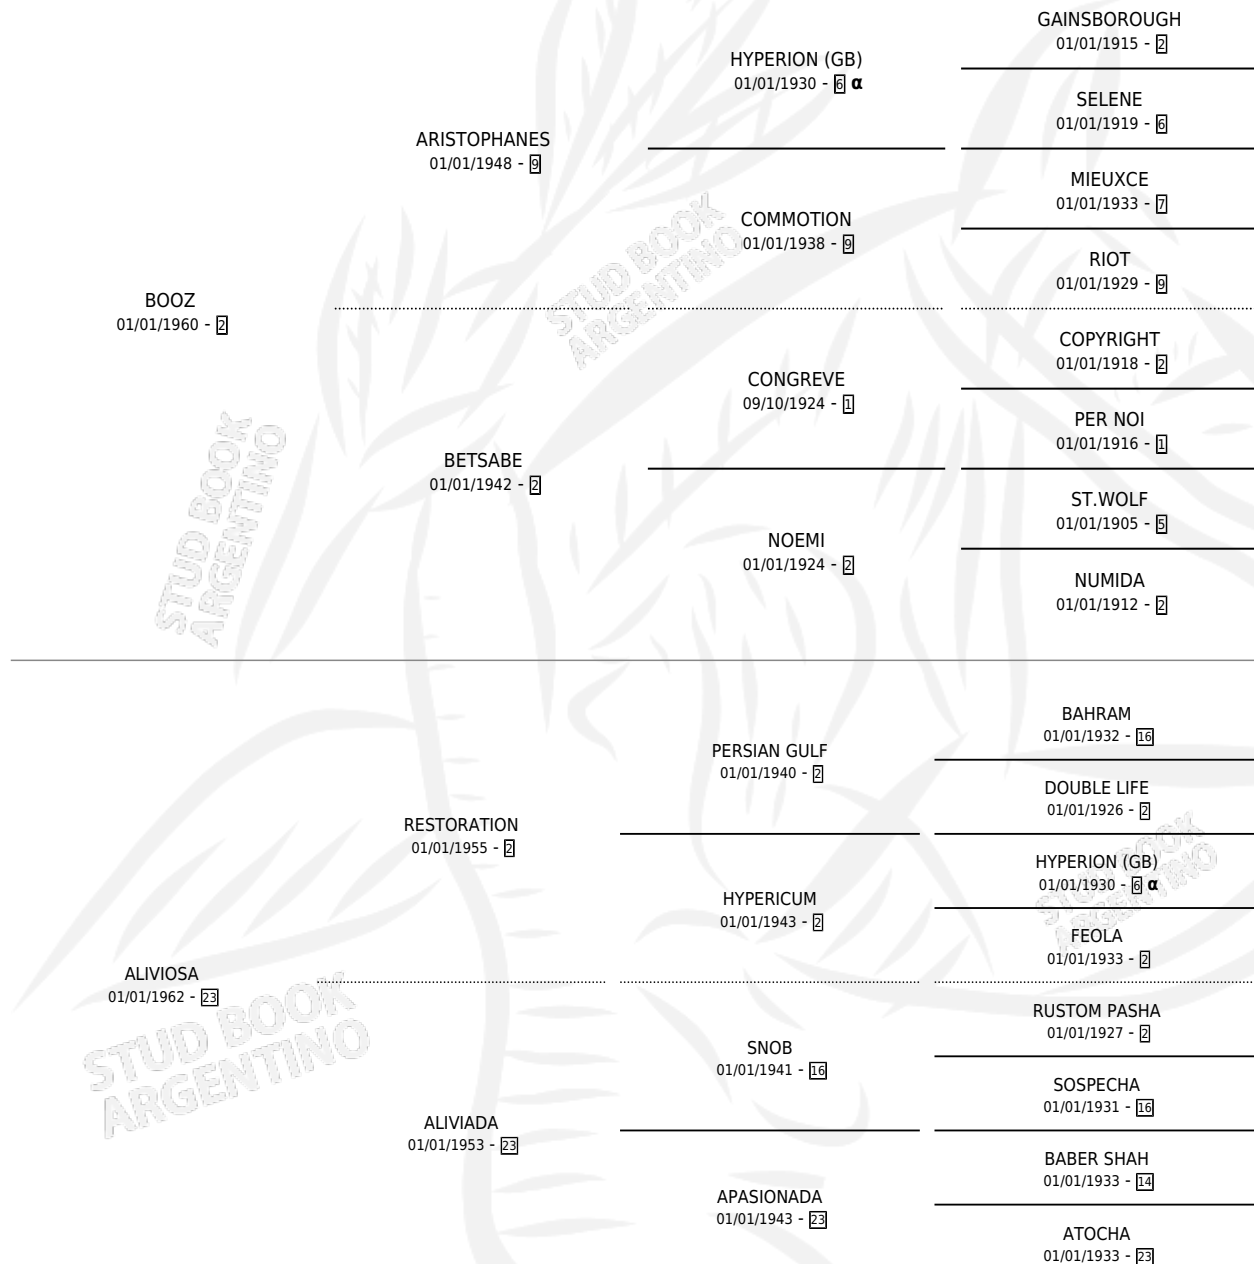 GAINSBOROUGH
01/01/1915 - 2
HYPERION (GB)
01/01/1930 - 6 α
SELENE
01/01/1919 - 6
ARISTOPHANES
01/01/1948 - 9
MIEUXCE
01/01/1933 - 7
COMMOTION
01/01/1938 - 9
RIOT
01/01/1929 - 9
BOOZ
01/01/1960 - 2
STUD BOOK
ARGENTINO
COPYRIGHT
01/01/1918 - 2
CONGREVE
09/10/1924 - 1
PER NOI
01/01/1916 - 1
BETSABE
01/01/1942 - 2
ST.WOLF
01/01/1905 - 5
NOEMI
01/01/1924 - 2
NUMIDA
01/01/1912 - 2
STUD BOOK
ARGENTINO
BAHRAM
01/01/1932 - 16
PERSIAN GULF
01/01/1940 - 2
DOUBLE LIFE
01/01/1926 - 2
RESTORATION
01/01/1955 - 2
HYPERION (GB)
01/01/1930 - 6 α
HYPERICUM
01/01/1943 - 2
FEOLA
01/01/1933 - 2
STUD BOOK
ARGENTINO
ALIVIOSA
01/01/1962 - 23
RUSTOM PASHA
01/01/1927 - 2
SNOB
01/01/1941 - 16
SOSPECHA
01/01/1931 - 16
STUD BOOK
ARGENTINO
ALIVIADA
01/01/1953 - 23
BABER SHAH
01/01/1933 - 14
APASIONADA
01/01/1943 - 23
ATOCHA
01/01/1933 - 23